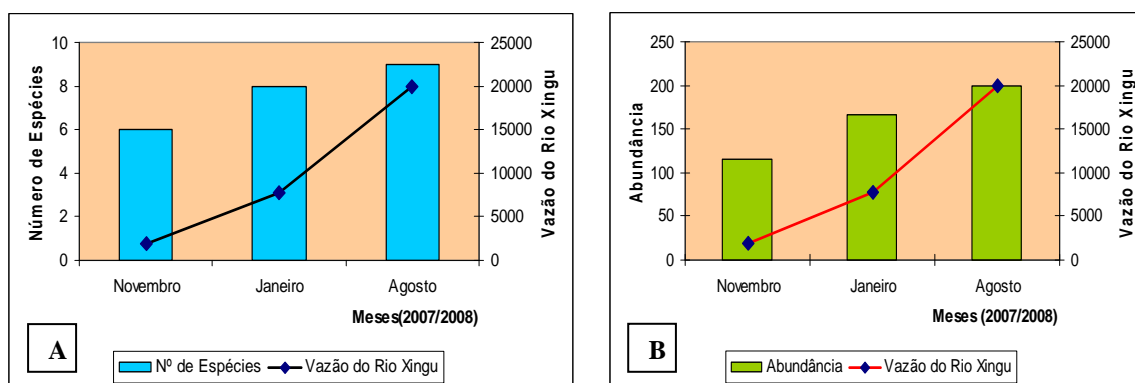 10
8
6
4
2
0
Número de Espécies
25000
20000
15000
10000
5000
0
Vazão do Rio Xingu
Novembro Janeiro Agosto
Meses(2007/2008)
A
Nº de Espécies Vazão do Rio Xingu
250
200
150
100
50
0
Abundância
25000
20000
15000
10000
5000
0
Vazão do Rio Xingu
Novembro Janeiro Agosto
Meses (2007/2008)
B
Abundância Vazão do Rio Xingu